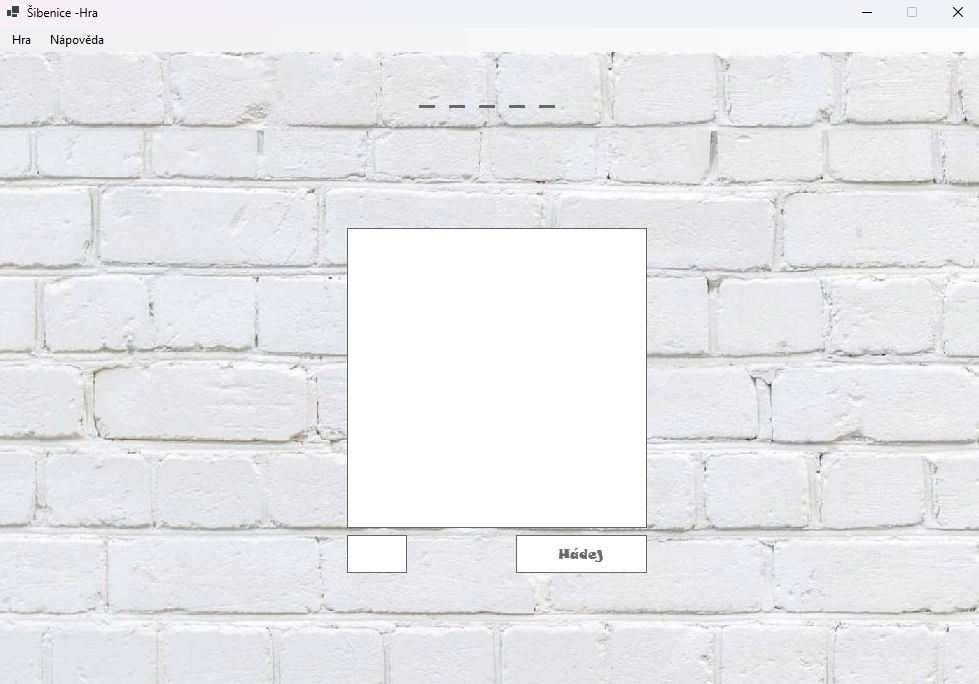 Šibenice -Hra
Hra Nápověda
_ _ _ _ _
Hádej